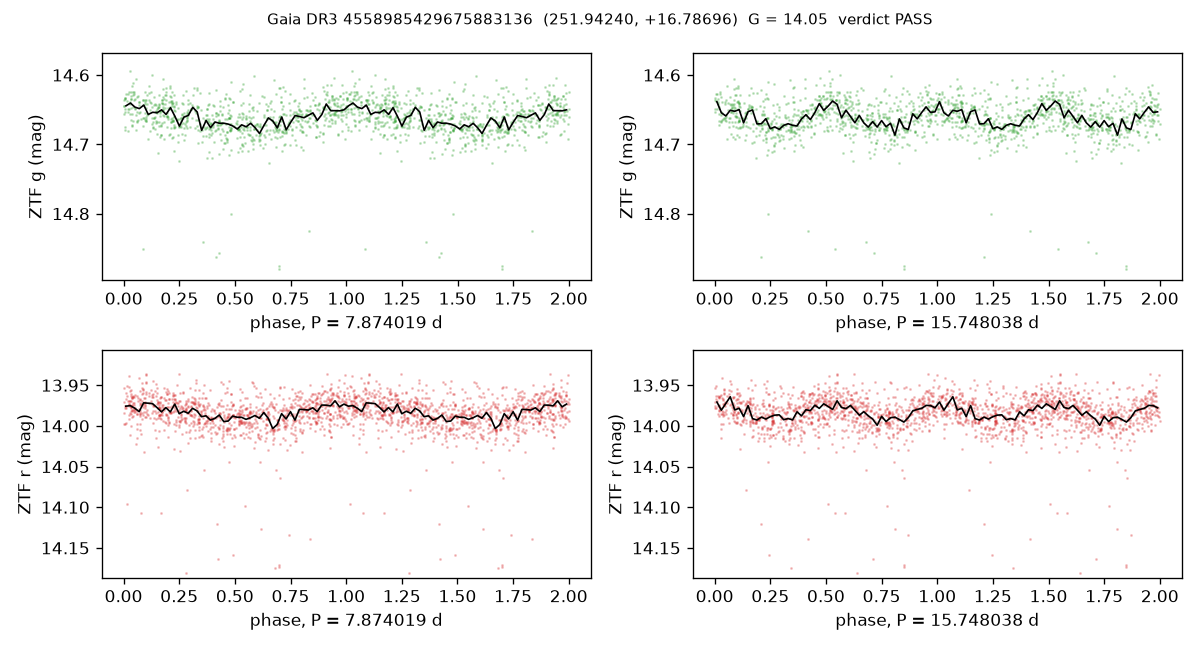 Gaia DR3 4558985429675883136  (251.94240, +16.78696)  G = 14.05  verdict PASS
ZTF g (mag)
14.6
14.7
14.8
0.00 0.25 0.50 0.75 1.00 1.25 1.50 1.75 2.00
phase, P = 7.874019 d
ZTF g (mag)
14.6
14.7
14.8
0.00 0.25 0.50 0.75 1.00 1.25 1.50 1.75 2.00
phase, P = 15.748038 d
ZTF r (mag)
13.95
14.00
14.05
14.10
14.15
0.00 0.25 0.50 0.75 1.00 1.25 1.50 1.75 2.00
phase, P = 7.874019 d
ZTF r (mag)
13.95
14.00
14.05
14.10
14.15
0.00 0.25 0.50 0.75 1.00 1.25 1.50 1.75 2.00
phase, P = 15.748038 d